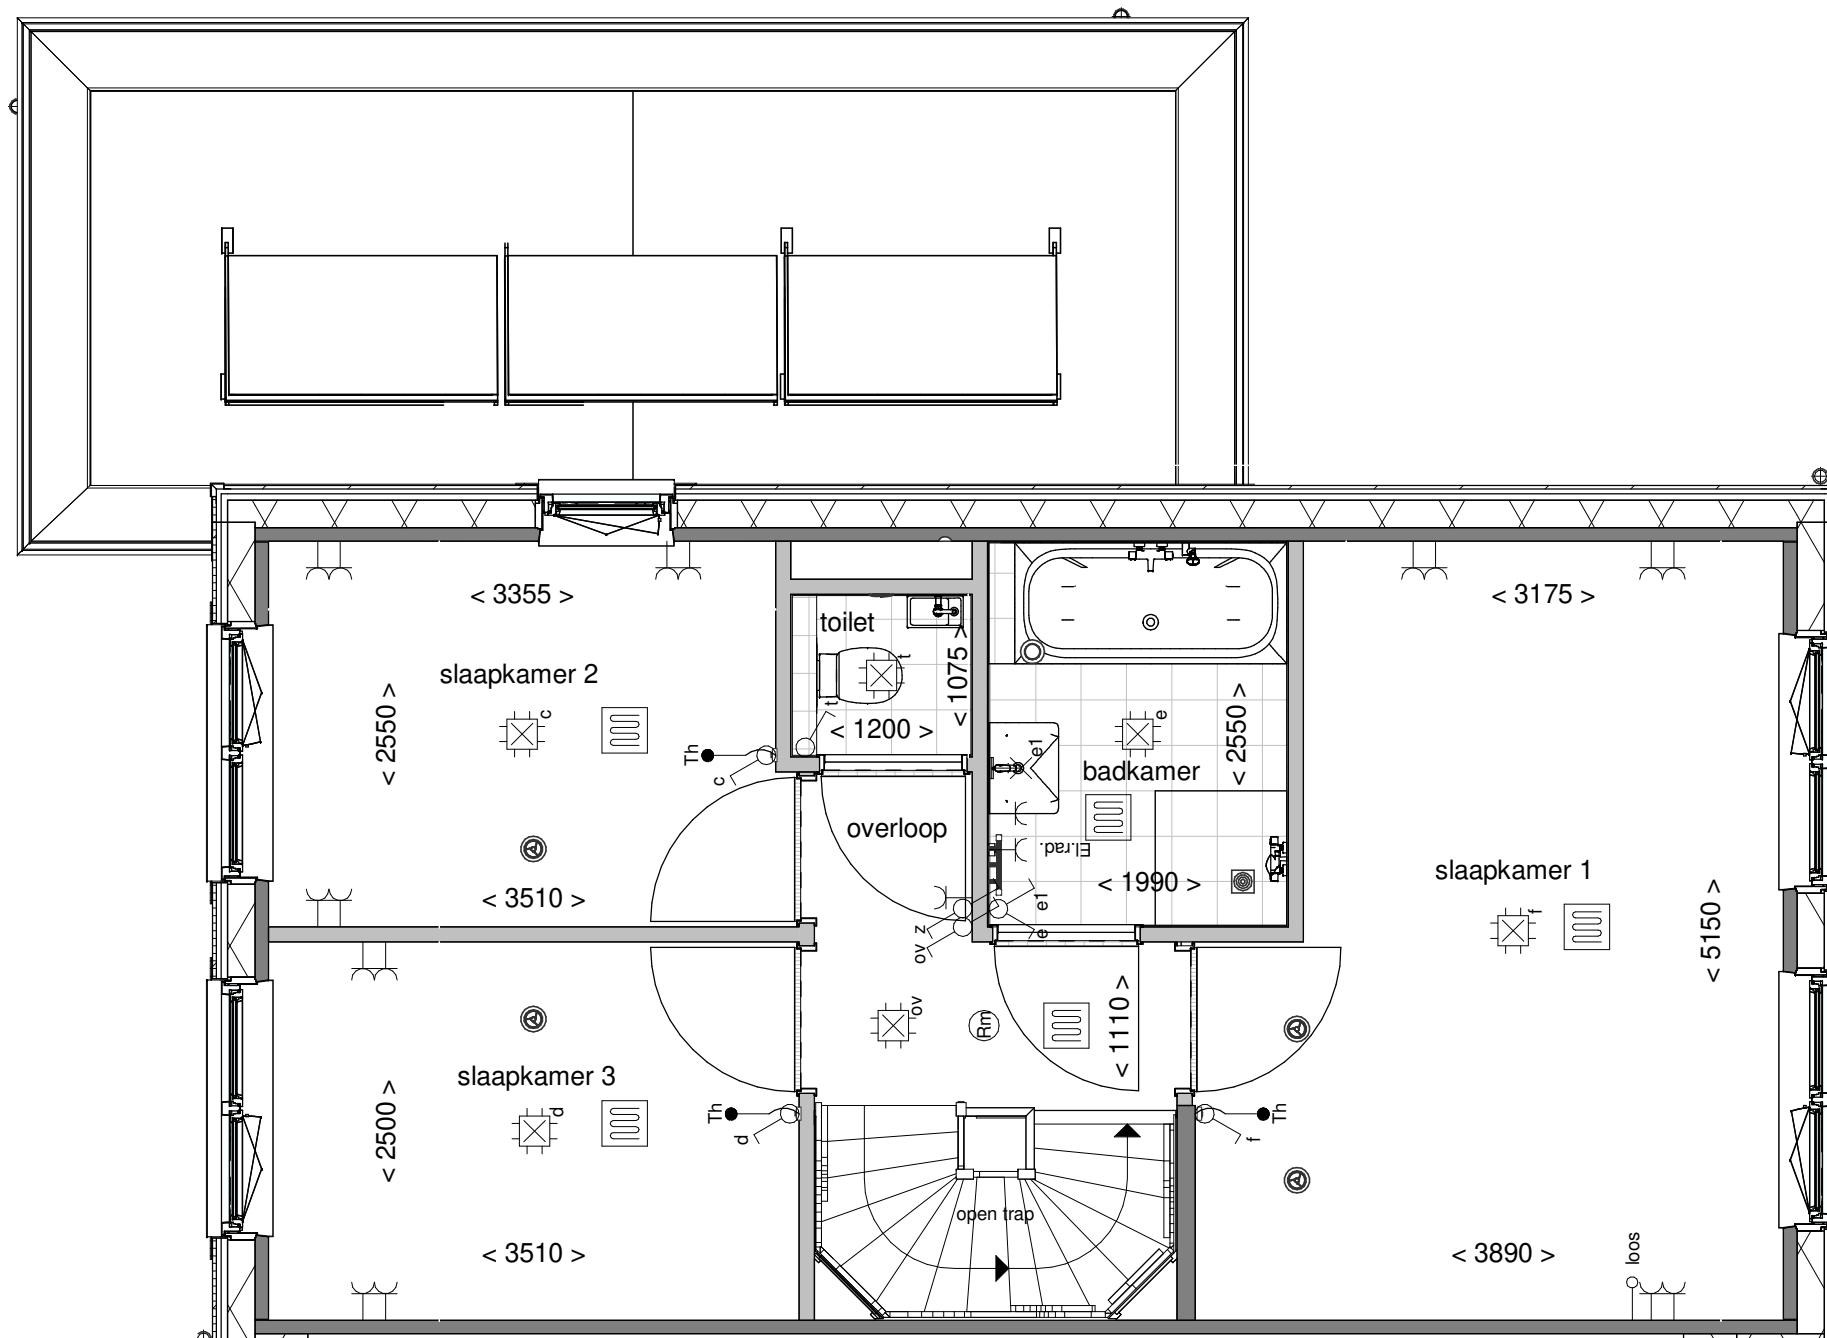 < 3355 >
< 3175 >
toilet
< 1075 >
t
slaapkamer 2
< 2550 >
c
t
< 1200 >
e
< 2550 >
e1
badkamer
Th
c
overloop
El.rad.
slaapkamer 1
< 3510 >
< 1990 >
e1
z
e
ov
f
< 5150 >
ov
Rm
< 1110 >
slaapkamer 3
< 2500 >
d
Th
d
Th
f
open trap
< 3510 >
< 3890 >
loos